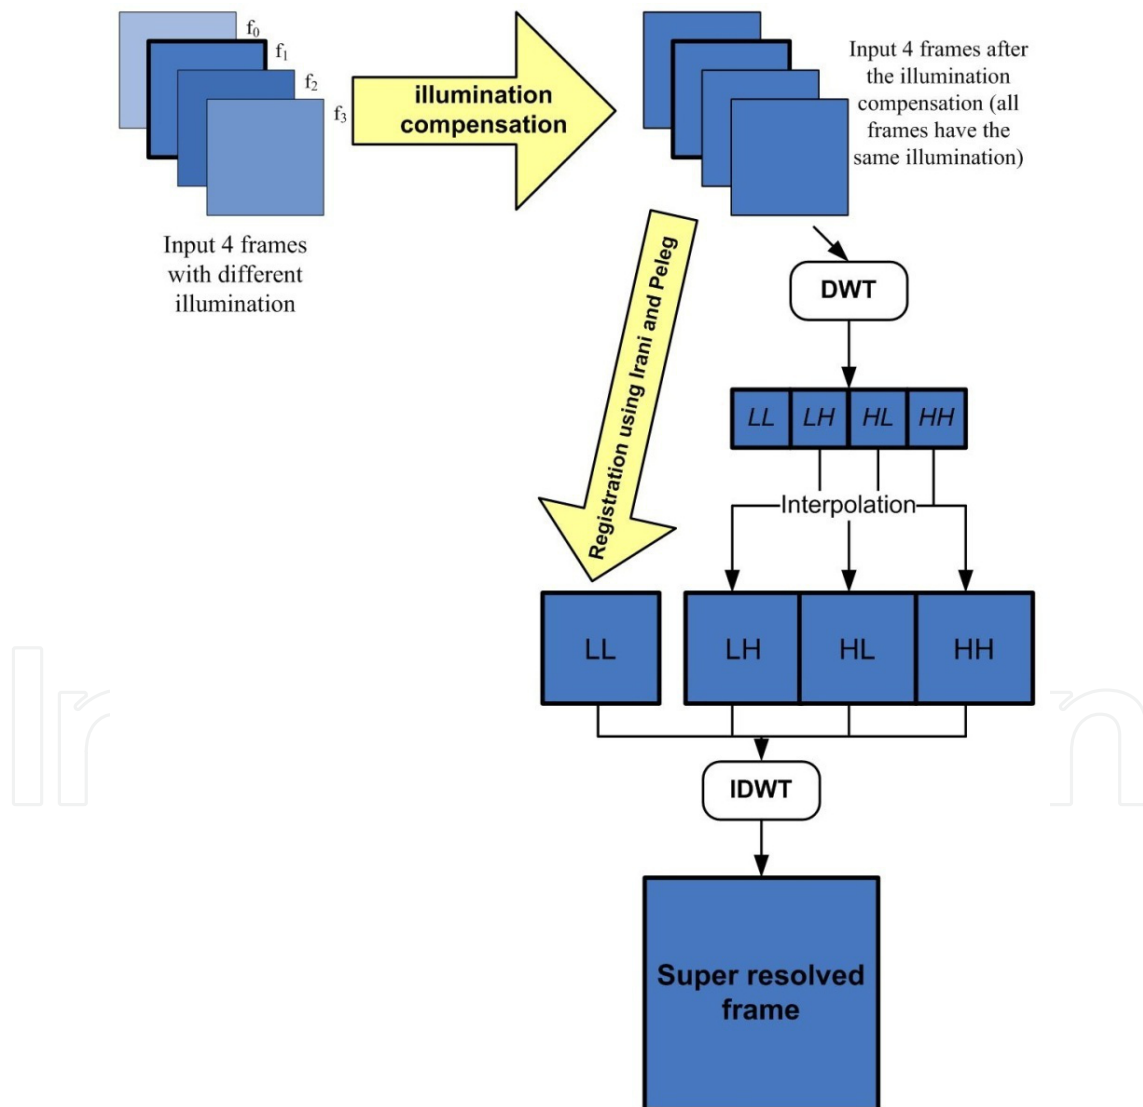 f0
f1
f2
f3
illumination
compensation
Input 4 frames after
the illumination
compensation (all
frames have the
same illumination)
Input 4 frames
with different
illumination
Registration using Irani and Peleg
DWT
LL LH HL HH
Interpolation
LL LH HL HH
IDWT
Super resolved
frame